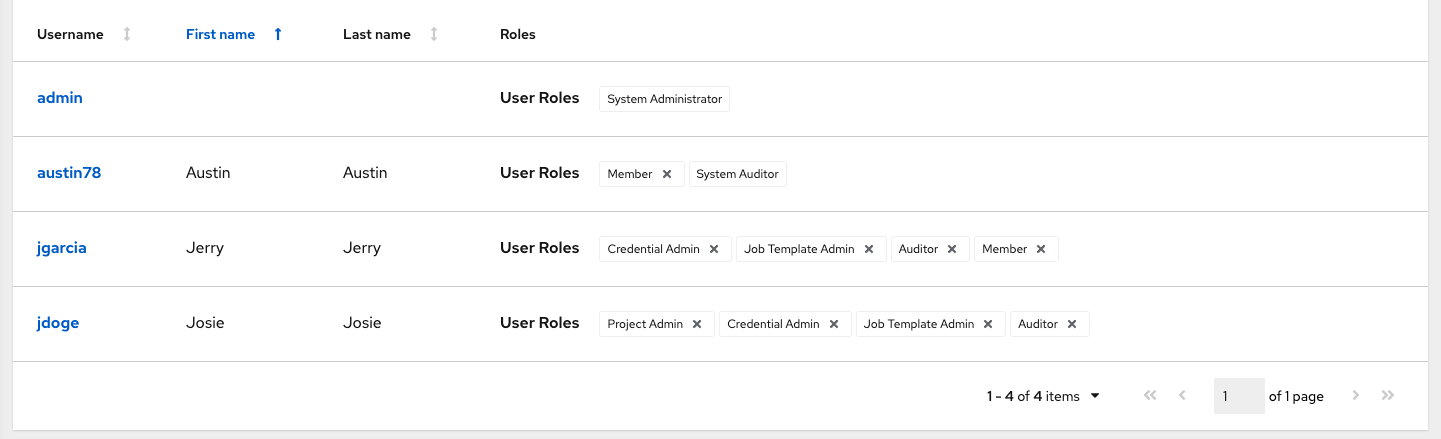 Username First name Last name Roles
admin User Roles System Administrator
austin78 Austin Austin User Roles Member System Auditor
jgarcia Jerry Jerry User Roles Credential Admin Job Template Admin Auditor Member
jdoge Josie Josie User Roles Project Admin Credential Admin Job Template Admin Auditor
1 - 4 of 4 items 1 of 1 page